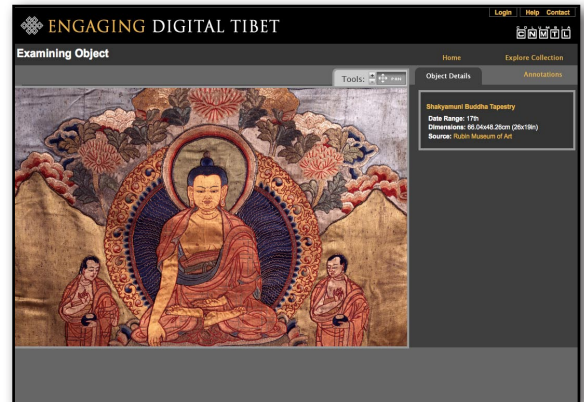 Login Help Contact
ENGAGING DIGITAL TIBET
CNMTL
Examining Object
Home Explore Collection
Tools:
Object Details Annotations
Shakyamuni Buddha Tapestry
Date Range: 17th
Dimensions: 66.04x48.26cm (26x19in)
Source: Rubin Museum of Art